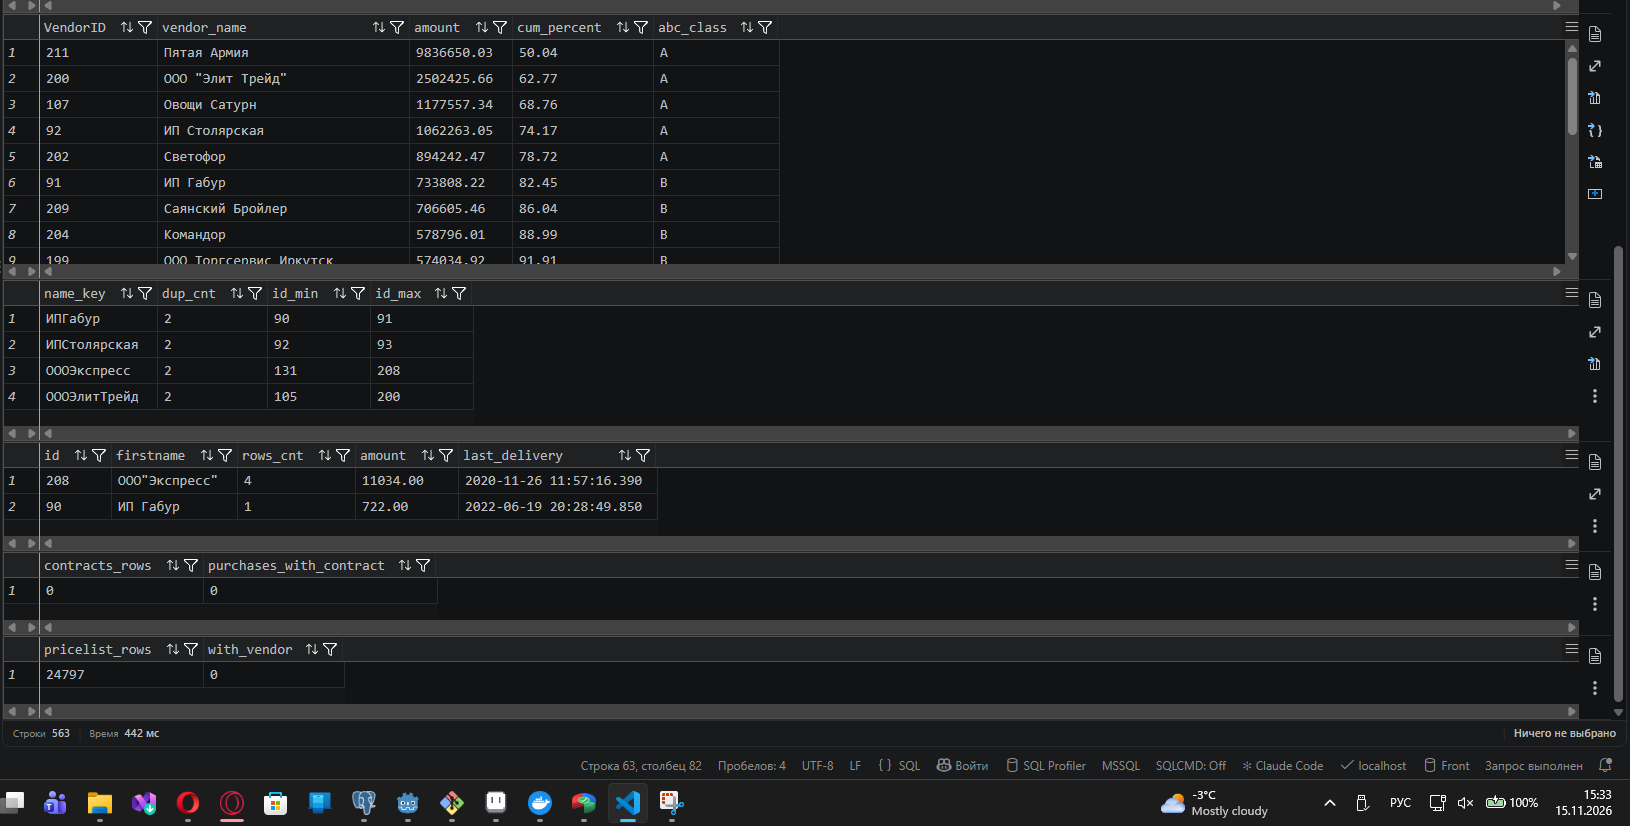 VendorID vendor_name amount cum_percent abc_class
1 211 Пятая Армия 9836650.03 50.04 A
2 200 ООО "Элит Трейд" 2502425.66 62.77 A
3 107 Овощи Сатурн 1177557.34 68.76 A
4 92 ИП Столярская 1062263.05 74.17 A
5 202 Светофор 894242.47 78.72 A
6 91 ИП Габур 733808.22 82.45 B
7 209 Саянский Бройлер 706605.46 86.04 B
8 204 Командор 578796.01 88.99 B
9 199 ООО Торгсервис Иркутск 574034.92 91.91 B
name_key dup_cnt id_min id_max
1 ИПГабур 2 90 91
2 ИПСтолярская 2 92 93
3 ОООЭкспресс 2 131 208
4 ОООЭлитТрейд 2 105 200
id firstname rows_cnt amount last_delivery
1 208 ООО"Экспресс" 4 11034.00 2020-11-26 11:57:16.390
2 90 ИП Габур 1 722.00 2022-06-19 20:28:49.850
contracts_rows purchases_with_contract
1 0 0
pricelist_rows with_vendor
1 24797 0
Строки 563 Время 442 мс Ничего не выбрано
Строка 63, столбец 82 Пробелов: 4 UTF-8 LF { } SQL Войти SQL Profiler MSSQL SQLCMD: Off Claude Code localhost Front Запрос выполнен
-3°C
Mostly cloudy
РУС
100%
15:33
15.11.2026